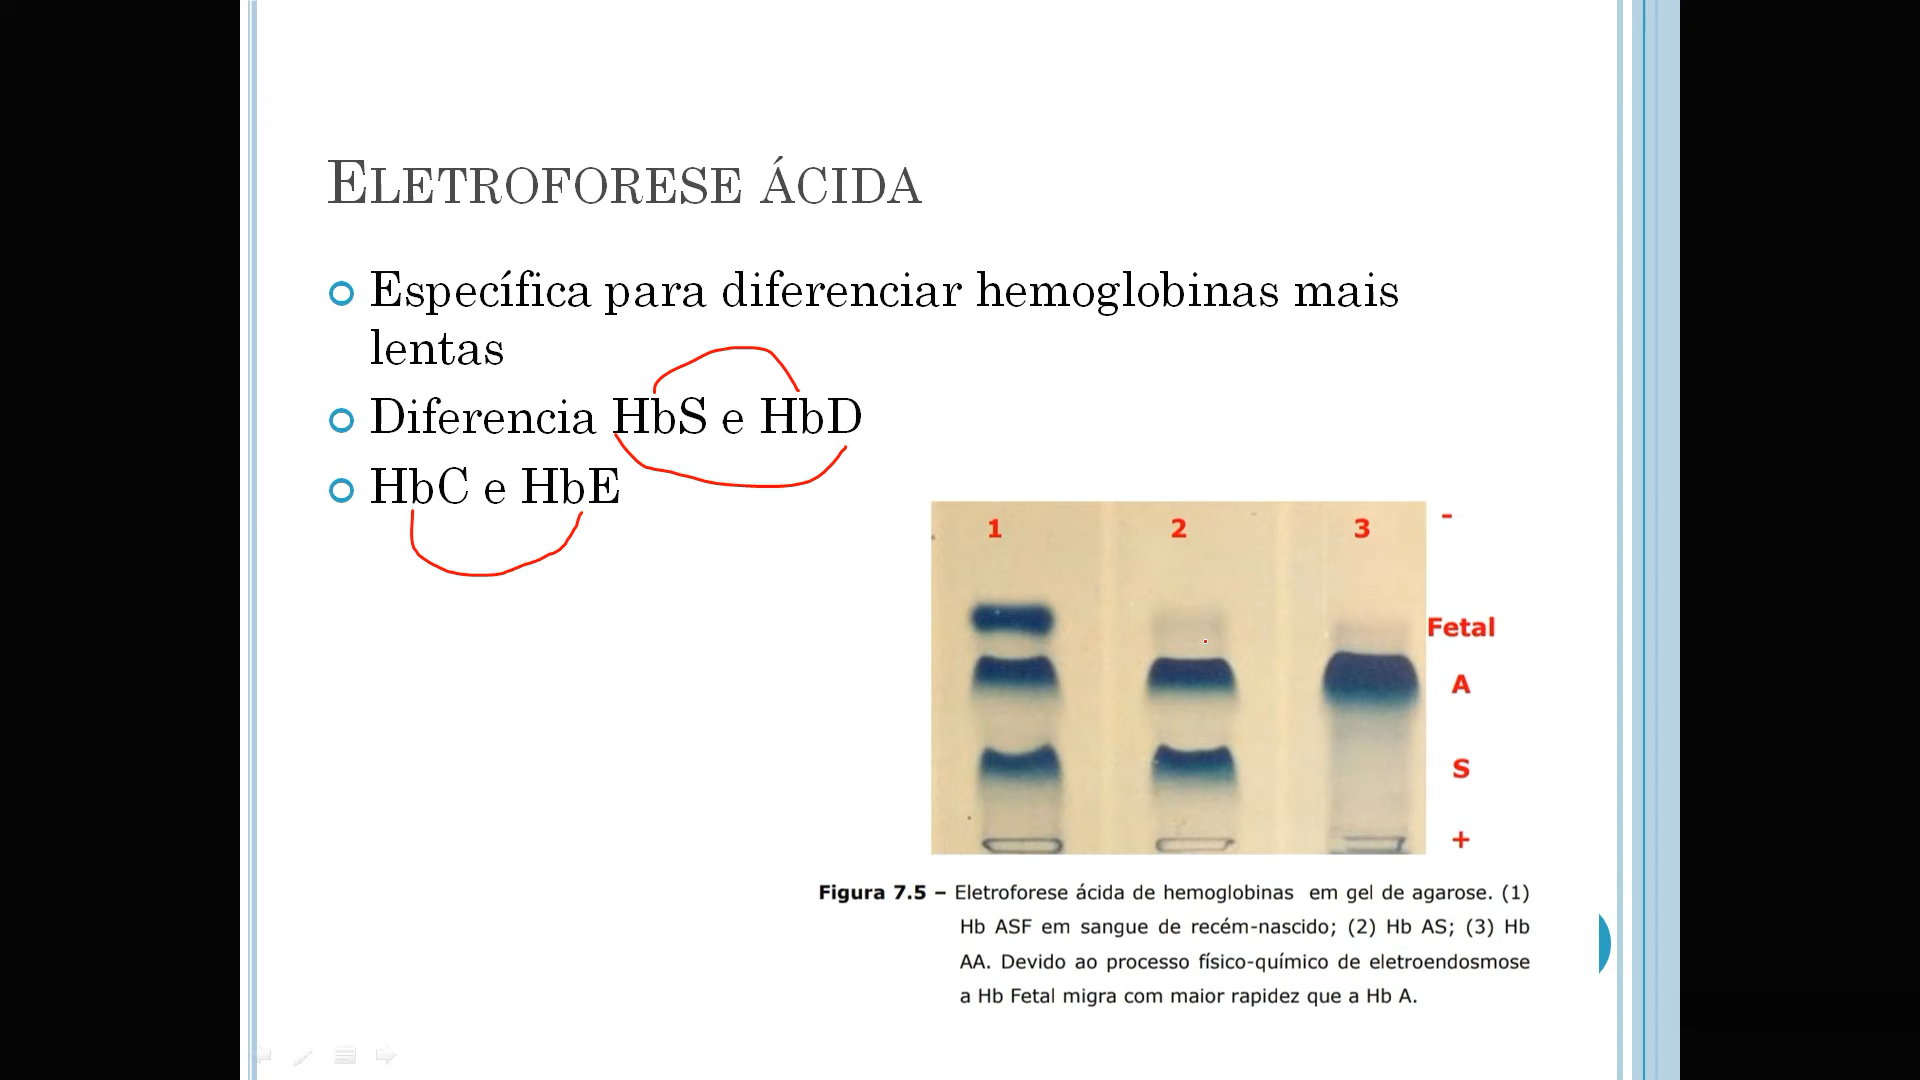 ELETROFORESE ÁCIDA
Específica para diferenciar hemoglobinas mais
lentas
Diferencia HbS e HbD
HbC e HbE
1 2 3 -
Fetal
A
S
+
Figura 7.5 – Eletroforese ácida de hemoglobinas em gel de agarose. (1)
Hb ASF em sangue de recém-nascido; (2) Hb AS; (3) Hb
AA. Devido ao processo físico-químico de eletroendosmose
a Hb Fetal migra com maior rapidez que a Hb A.